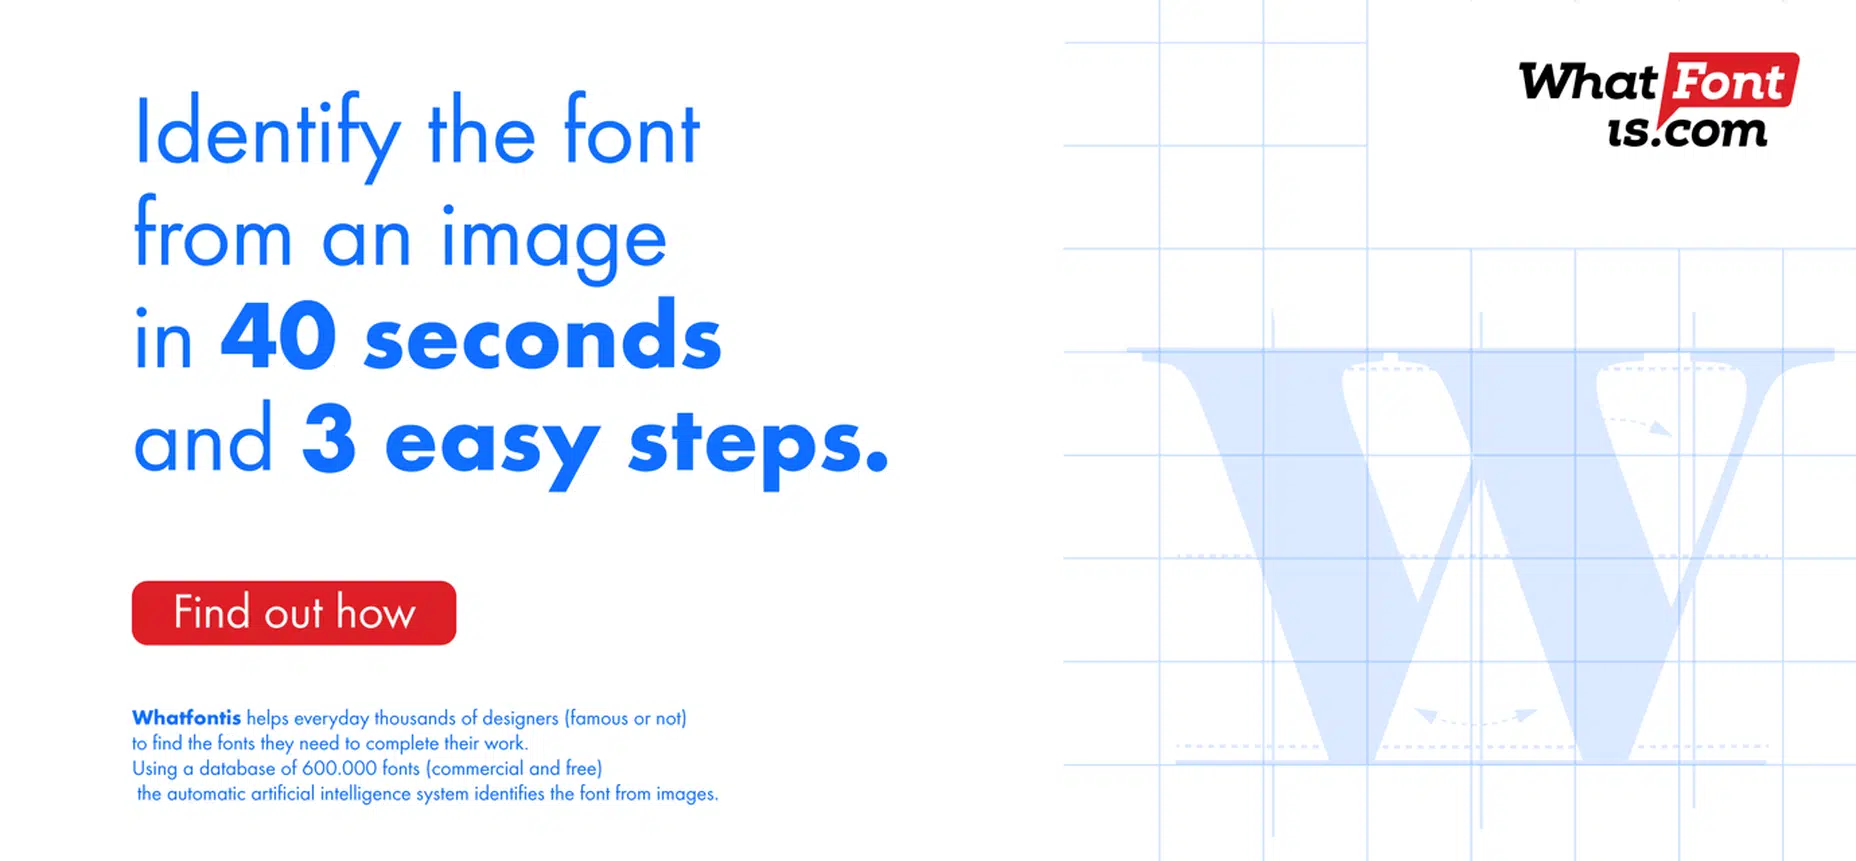 Identify the font
from an image
in 40 seconds
and 3 easy steps.
Find out how
Whatfontis helps everyday thousands of designers (famous or not)
to find the fonts they need to complete their work.
Using a database of 600.000 fonts (commercial and free)
the automatic artificial intelligence system identifies the font from images.
What Font
is.com
W